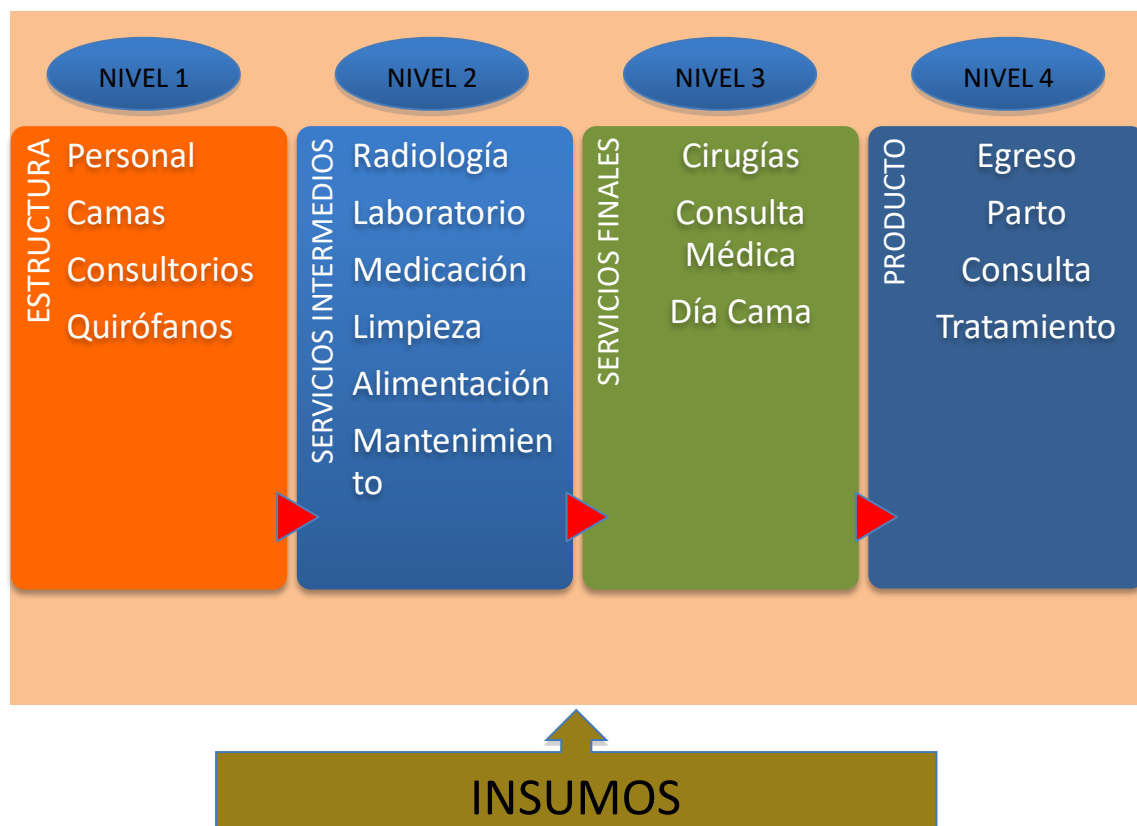 NIVEL 1
NIVEL 2
NIVEL 3
NIVEL 4
ESTRUCTURA
Personal
Camas
Consultorios
Quirófanos
SERVICIOS INTERMEDIOS
Radiología
Laboratorio
Medicación
Limpieza
Alimentación
Mantenimien
to
SERVICIOS FINALES
Cirugías
Consulta
Médica
Día Cama
PRODUCTO
Egreso
Parto
Consulta
Tratamiento
INSUMOS